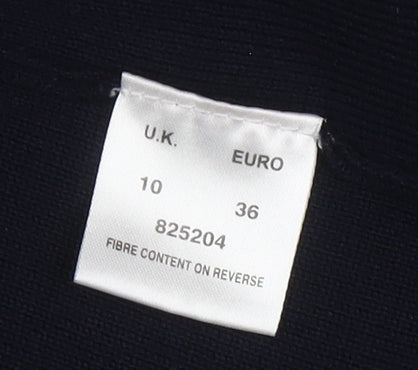 U.K. EURO
10 36
825204
FIBRE CONTENT ON REVERSE